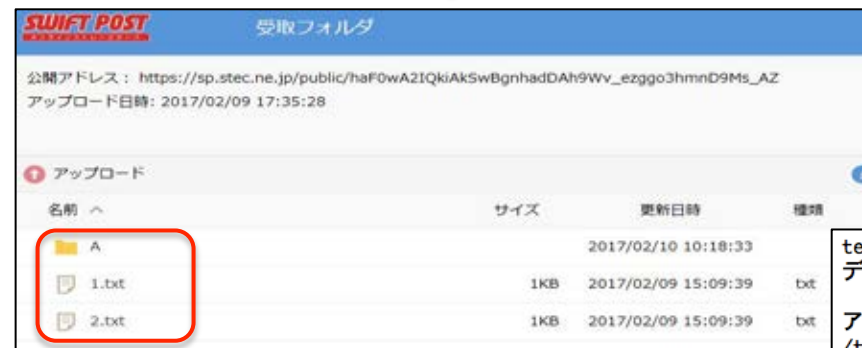 SWIFT POST
受取フォルダ
公開アドレス： https://sp.stec.ne.jp/public/haF0wA2IQkiAkSwBgnhadDAh9Wv_ezggo3hmnD9Ms_AZ
アップロード日時: 2017/02/09 17:35:28
アップロード
名前 サイズ 更新日時 種類
A 2017/02/10 10:18:33
1.txt 1KB 2017/02/09 15:09:39 txt
2.txt 1KB 2017/02/09 15:09:39 txt
te
デ
ア